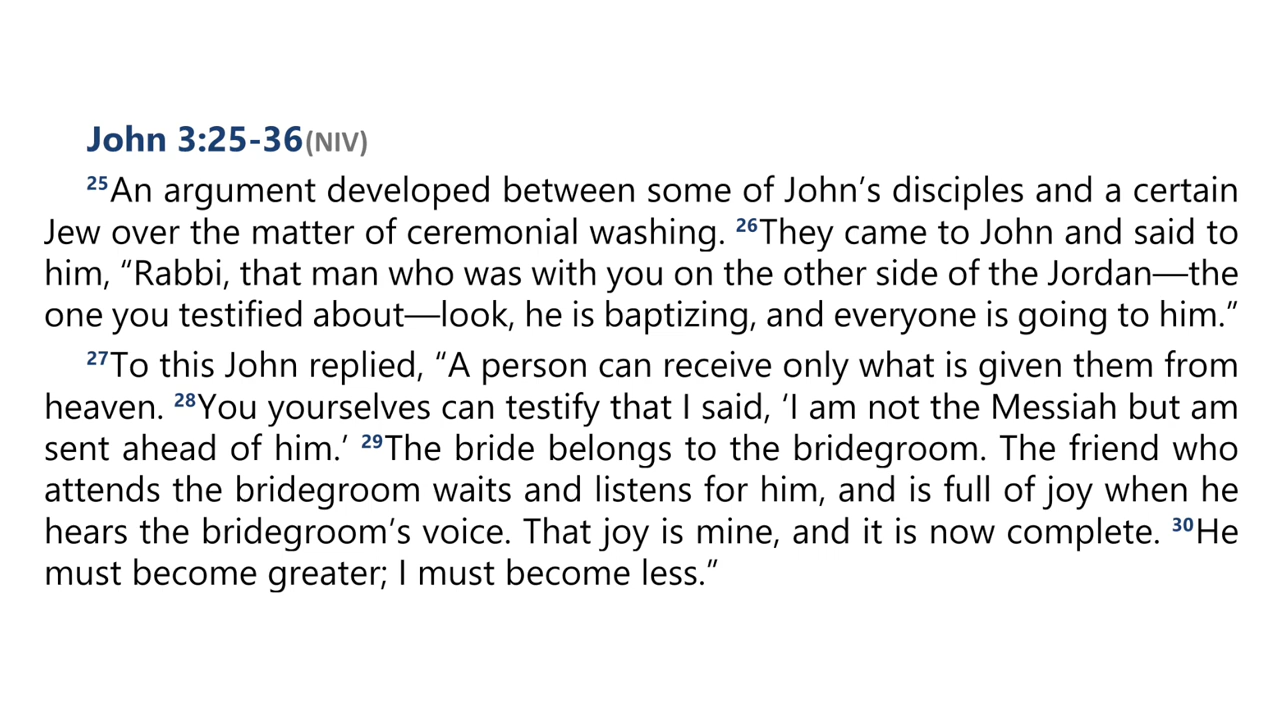 John 3:25-36(NIV)
25An argument developed between some of John’s disciples and a certain
Jew over the matter of ceremonial washing. 26They came to John and said to
him, “Rabbi, that man who was with you on the other side of the Jordan—the
one you testified about—look, he is baptizing, and everyone is going to him.”
27To this John replied, “A person can receive only what is given them from
heaven. 28You yourselves can testify that I said, ‘I am not the Messiah but am
sent ahead of him.’ 29The bride belongs to the bridegroom. The friend who
attends the bridegroom waits and listens for him, and is full of joy when he
hears the bridegroom’s voice. That joy is mine, and it is now complete. 30He
must become greater; I must become less.”